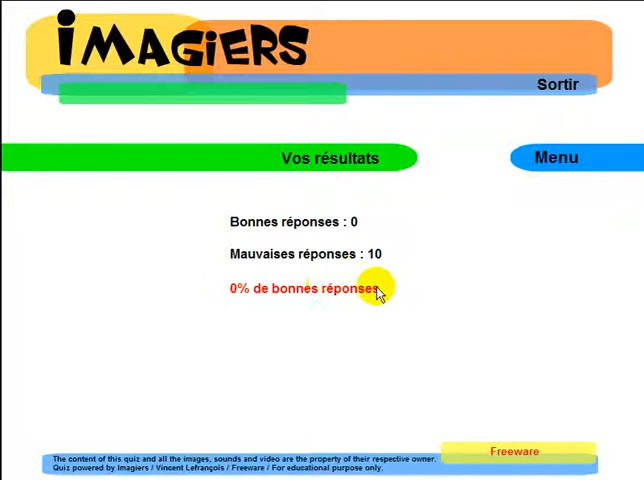 iMAGiERS
Sortir
Vos résultats
Menu
Bonnes réponses : 0
Mauvaises réponses : 10
0% de bonnes réponses
Freeware
The content of this quiz and all the images, sounds and video are the property of their respective owner.
Quiz powered by Imagiers / Vincent Lefrançois / Freeware / For educational purpose only.